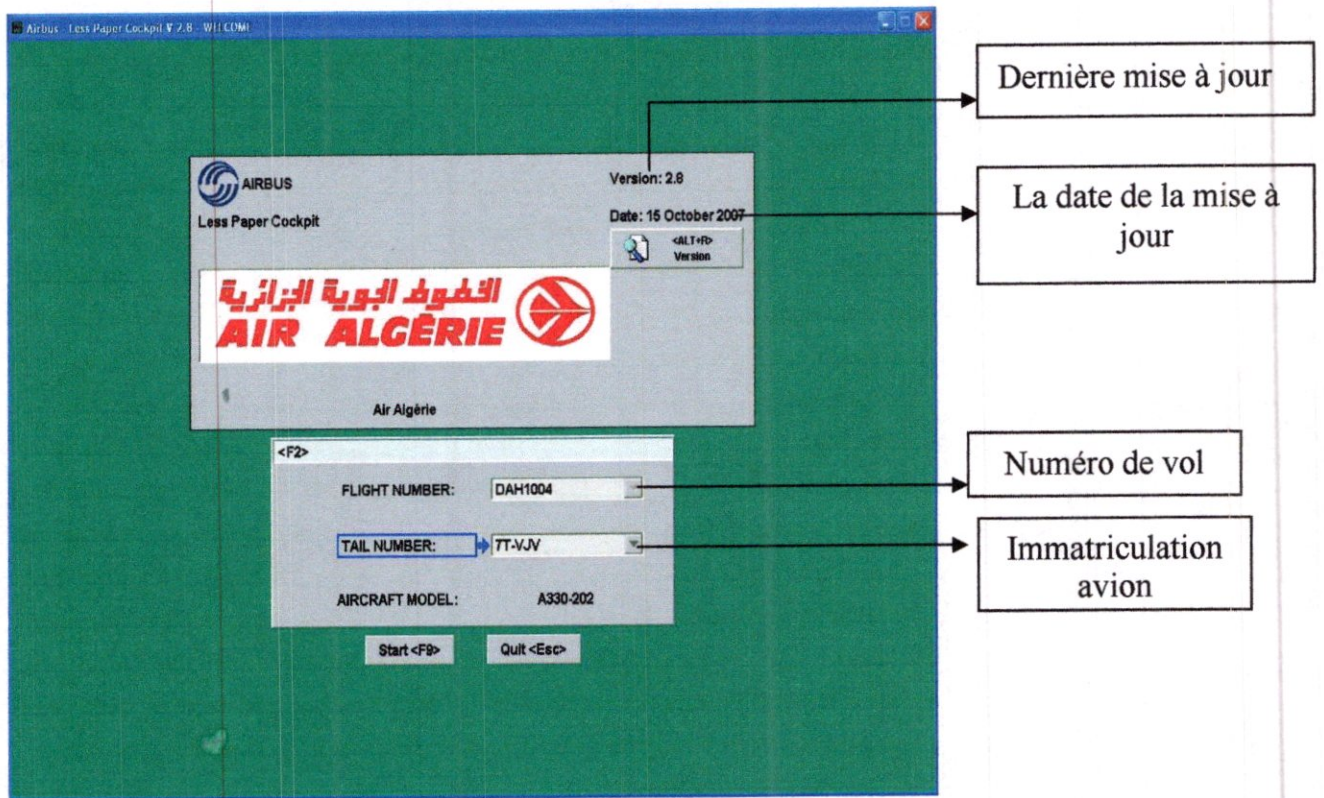 Airbus - Less Paper Cockpit V 2.8 - WELCOME
Dernière mise à jour
AIRBUS
Version: 2.8
Less Paper Cockpit
Date: 15 October 2007
La date de la mise à
jour
<ALT+R>
Version
الخطوط الجوية الجزائرية
AIR ALGÉRIE
Air Algérie
<F2>
FLIGHT NUMBER: DAH1004
Numéro de vol
TAIL NUMBER: 7T-VJV
Immatriculation
avion
AIRCRAFT MODEL: A330-202
Start <F9> Quit <Esc>